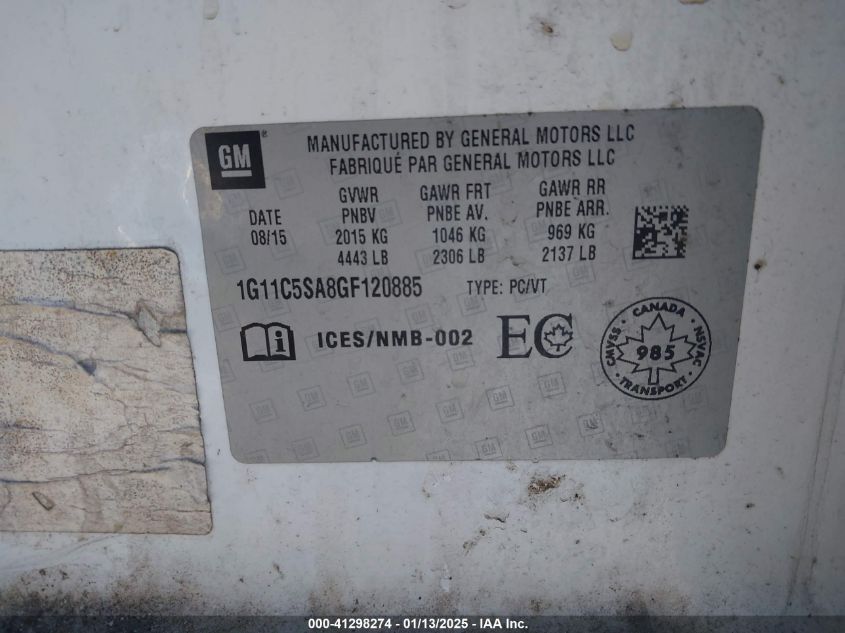 GM
MANUFACTURED BY GENERAL MOTORS LLC
FABRIQUÉ PAR GENERAL MOTORS LLC
DATE
08/15
GVWR
PNBV
2015 KG
4443 LB
GAWR FRT
PNBE AV.
1046 KG
2306 LB
GAWR RR
PNBE ARR.
969 KG
2137 LB
1G11C5SA8GF120885 TYPE: PC/VT
i ICES/NMB-002 EC
CANADA
CMVSS 985 NSVAC
TRANSPORT
000-41298274 - 01/13/2025 - IAA Inc.